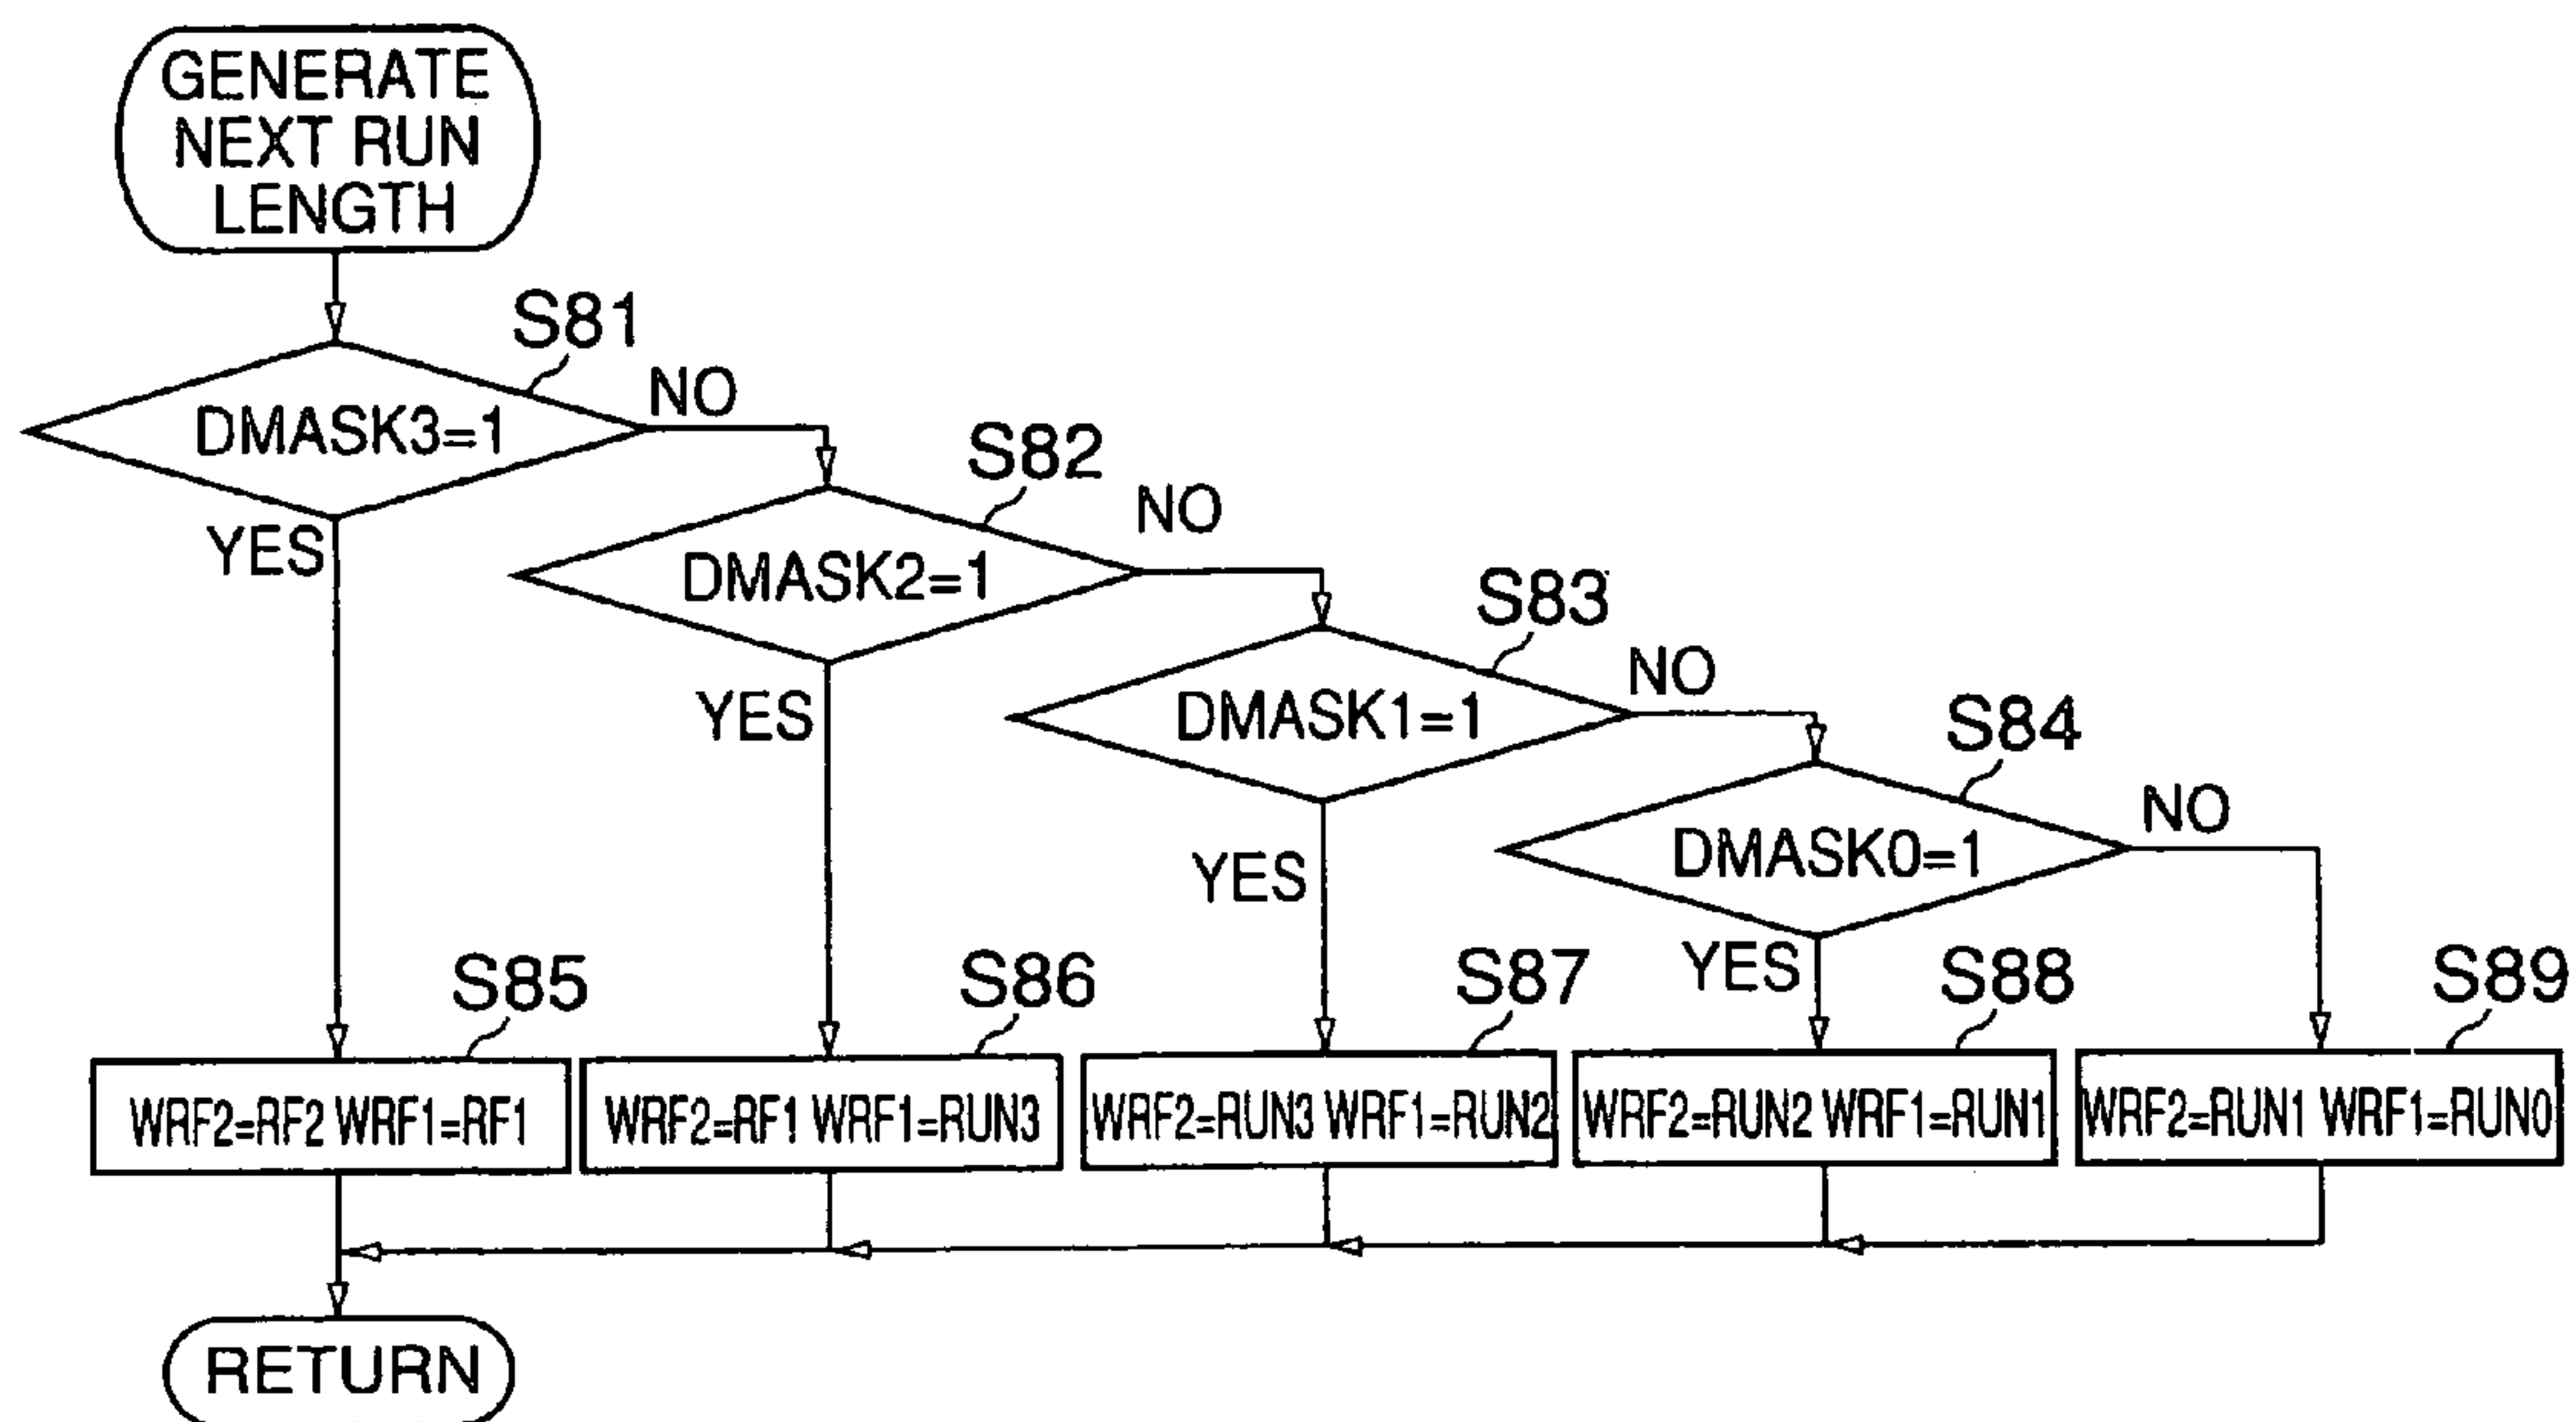 GENERATE
NEXT RUN
LENGTH
S81
DMASK3=1
NO
YES
S82
DMASK2=1
NO
YES
S83
DMASK1=1
NO
YES
S84
DMASK0=1
NO
YES
S85
WRF2=RF2 WRF1=RF1
S86
WRF2=RF1 WRF1=RUN3
S87
WRF2=RUN3 WRF1=RUN2
S88
WRF2=RUN2 WRF1=RUN1
S89
WRF2=RUN1 WRF1=RUN0
RETURN